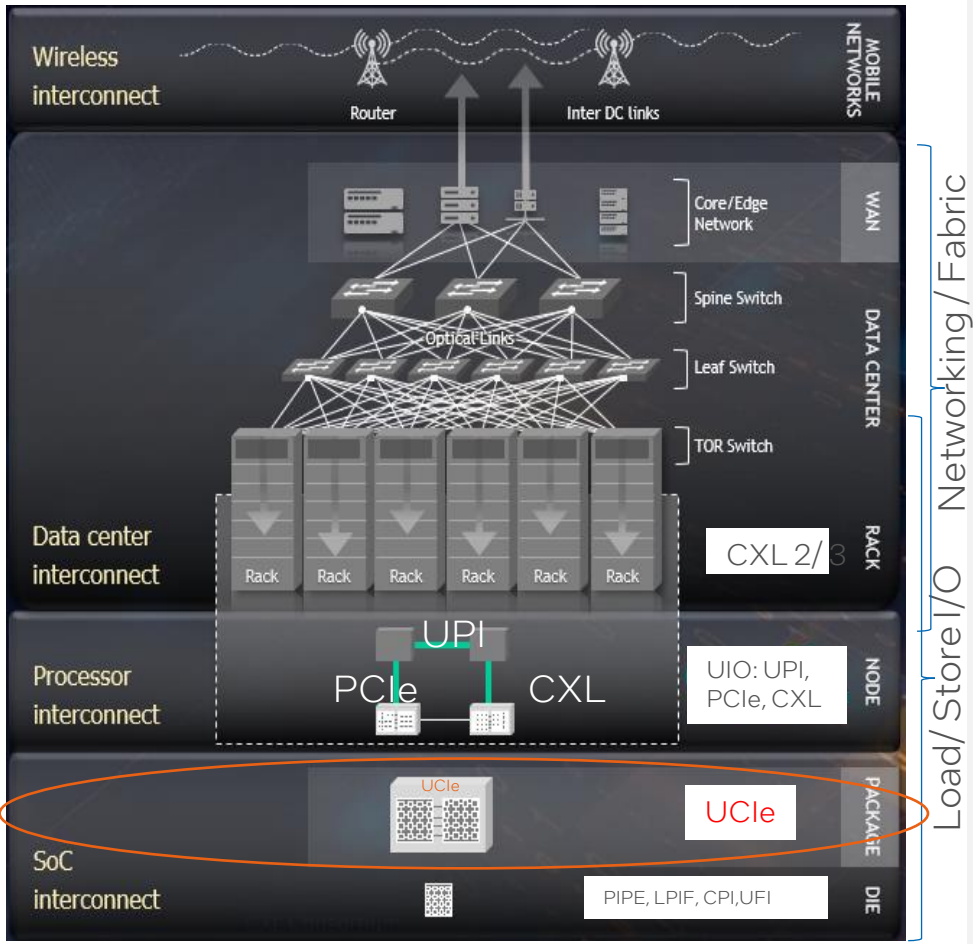 Wireless
interconnect
Router
Inter DC links
MOBILE
NETWORKS
Core/Edge
Network
WAN
Spine Switch
Optical Links
Leaf Switch
DATA CENTER
TOR Switch
Networking / Fabric
Data center
interconnect
Rack
Rack
Rack
Rack
Rack
Rack
CXL 2/3
RACK
UPI
PCIe
CXL
Processor
interconnect
UIO: UPI,
PCIe, CXL
NODE
Load/Store I/O
UCIe
UCIe
PACKAGE
SoC
interconnect
PIPE, LPIF, CPI,UFI
DIE